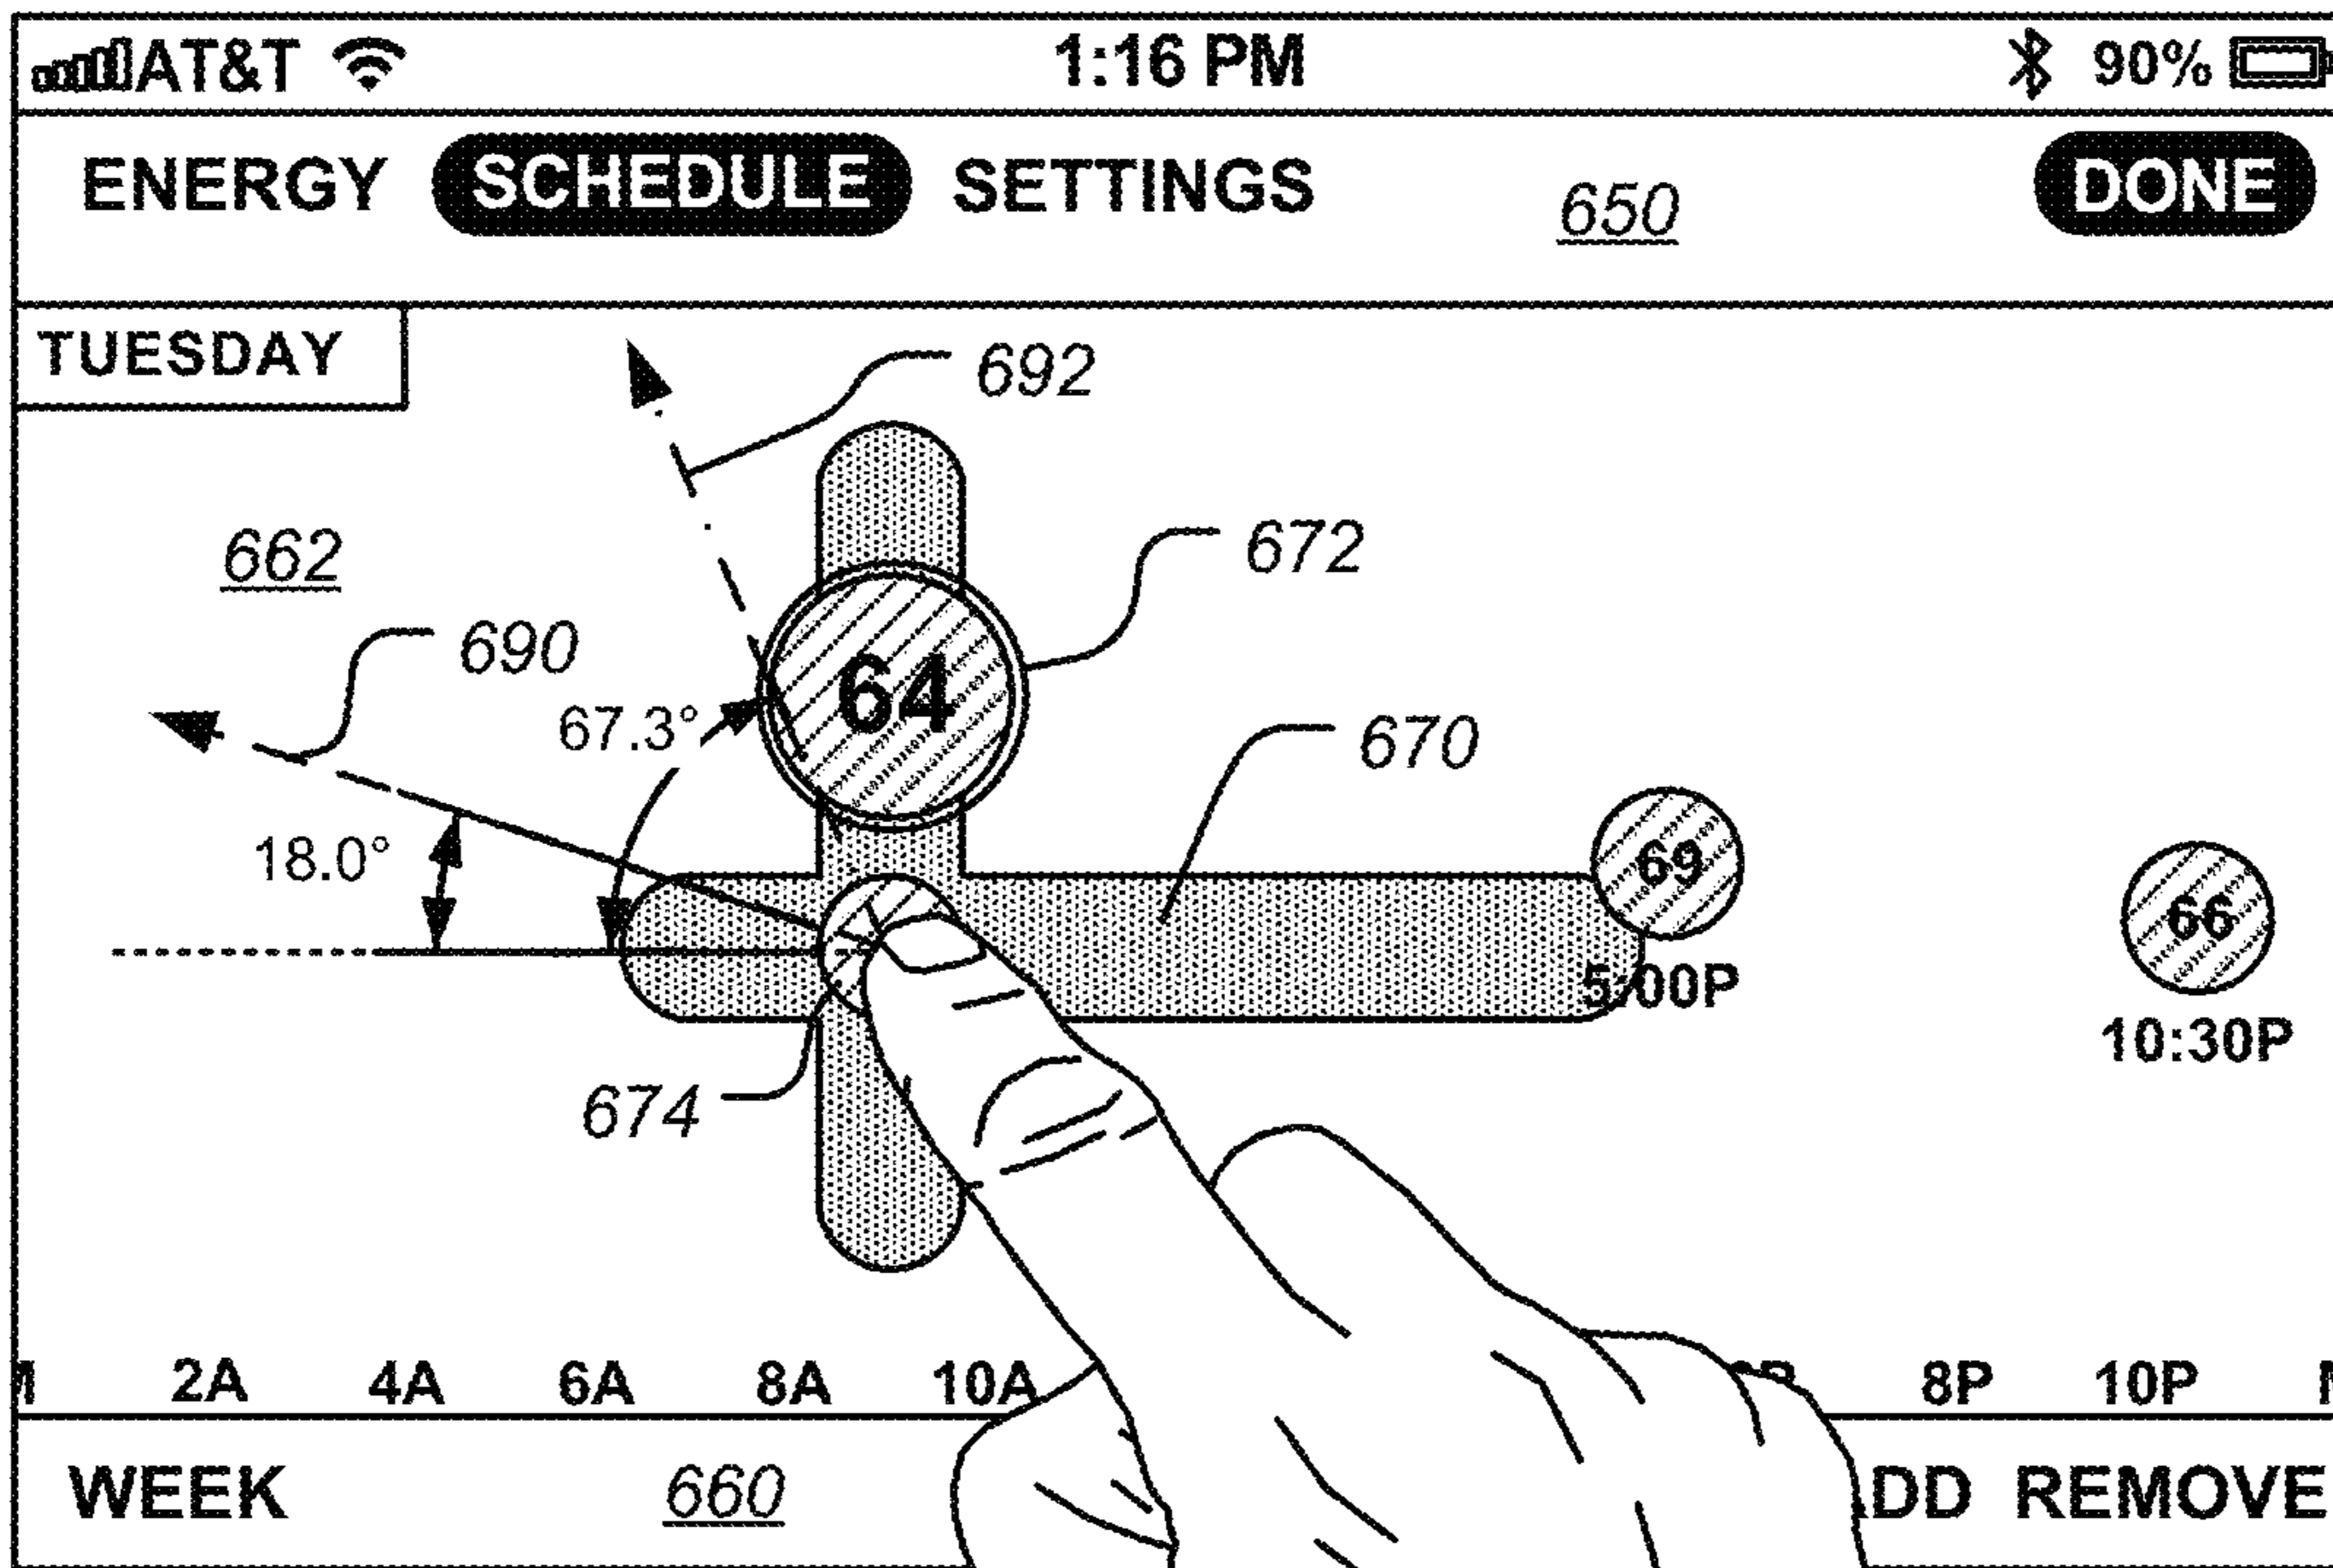 AT&T 1:16 PM 90%
ENERGY SCHEDULE SETTINGS 650 DONE
TUESDAY
692
662
672
690
64
67.3°
670
18.0°
69
66
5:00P
10:30P
674
2A 4A 6A 8A 10A 8P 10P
WEEK 660 DD REMOVE